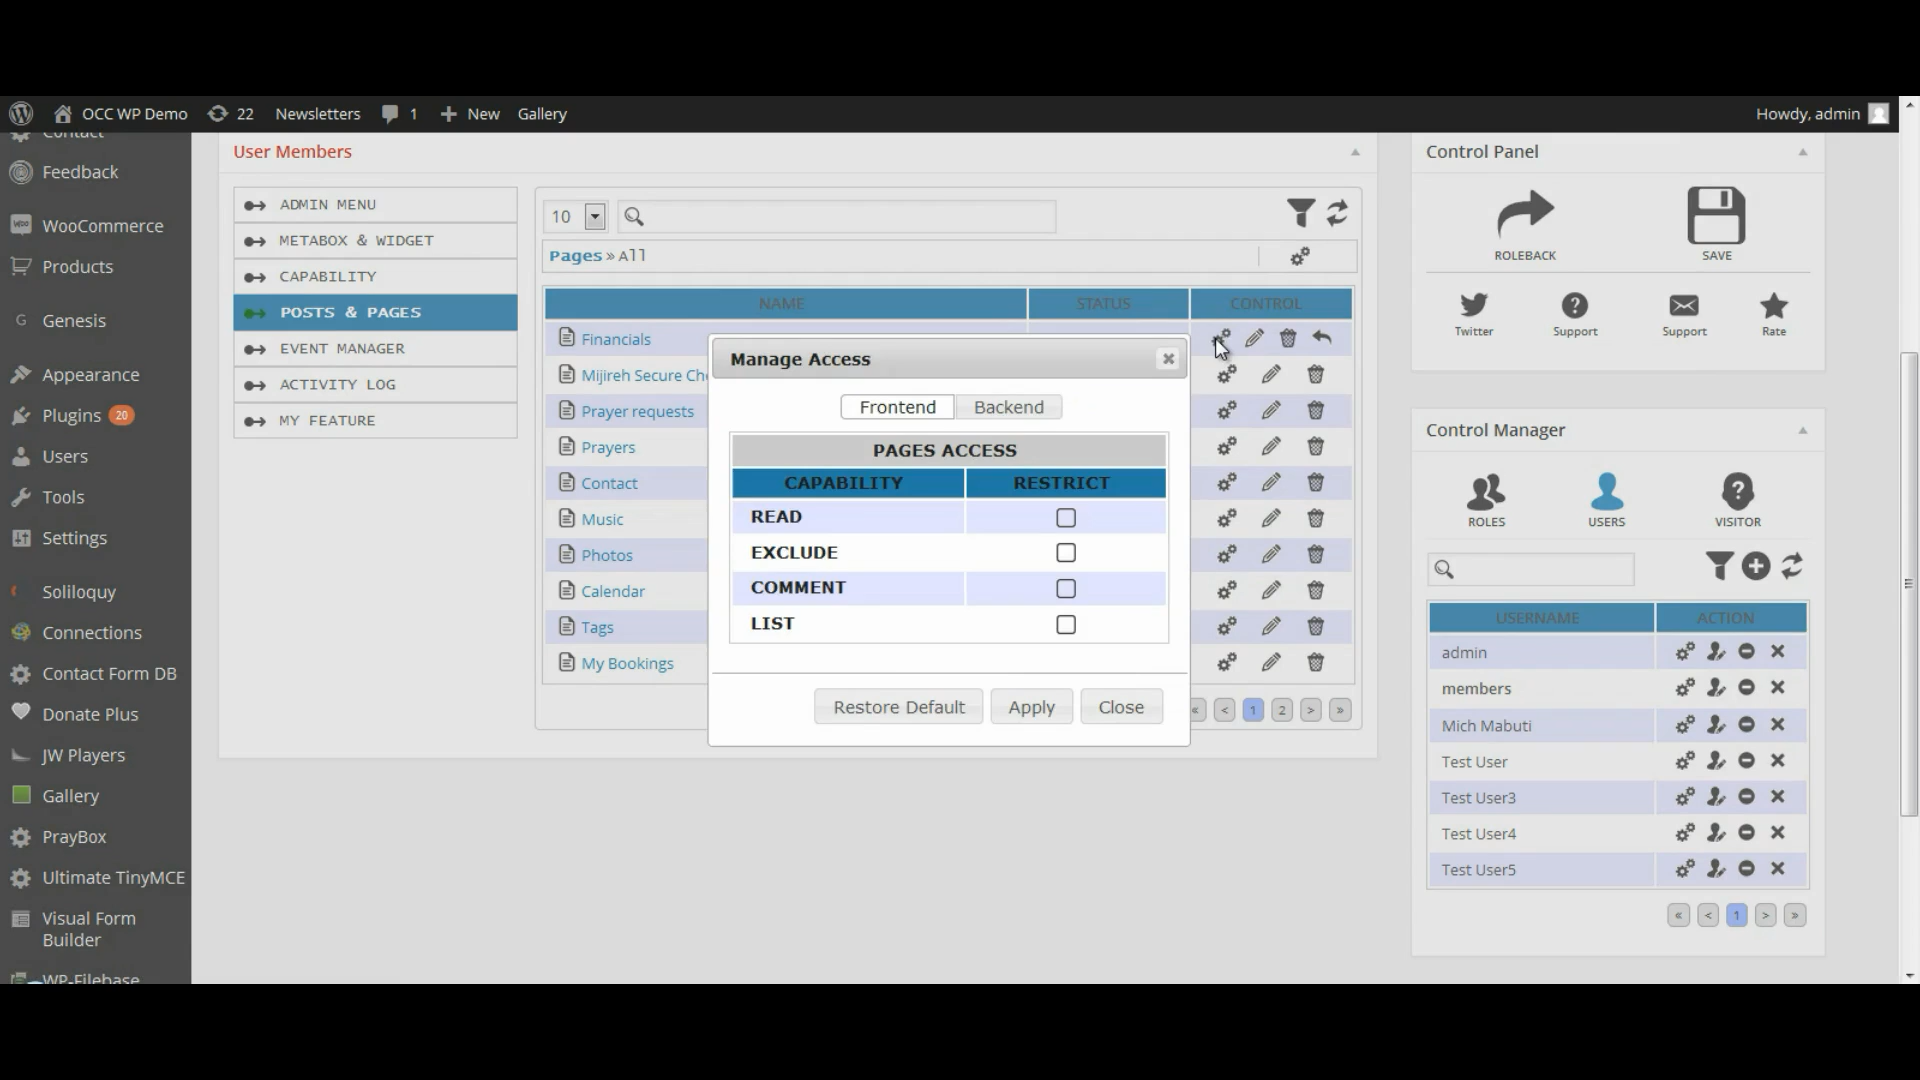 OCC WP Demo 22 Newsletters 1 New Gallery Howdy, admin
Contact
Feedback
WooCommerce
Products
G Genesis
Appearance
Plugins 20
Users
Tools
Settings
Soliloquy
Connections
Contact Form DB
Donate Plus
JW Players
Gallery
PrayBox
Ultimate TinyMCE
Visual Form
Builder
WP-Filebase
User Members
ADMIN MENU
METABOX & WIDGET
CAPABILITY
POSTS & PAGES
EVENT MANAGER
ACTIVITY LOG
MY FEATURE
10
Pages » All
NAME STATUS CONTROL
Financials
Mijireh Secure Ch
Prayer requests
Prayers
Contact
Music
Photos
Calendar
Tags
My Bookings
« < 1 2 > »
Manage Access
Frontend Backend
PAGES ACCESS
CAPABILITY RESTRICT
READ
EXCLUDE
COMMENT
LIST
Restore Default Apply Close
Control Panel
ROLEBACK SAVE
Twitter Support Support Rate
Control Manager
ROLES USERS VISITOR
USERNAME ACTION
admin
members
Mich Mabuti
Test User
Test User3
Test User4
Test User5
« < 1 > »